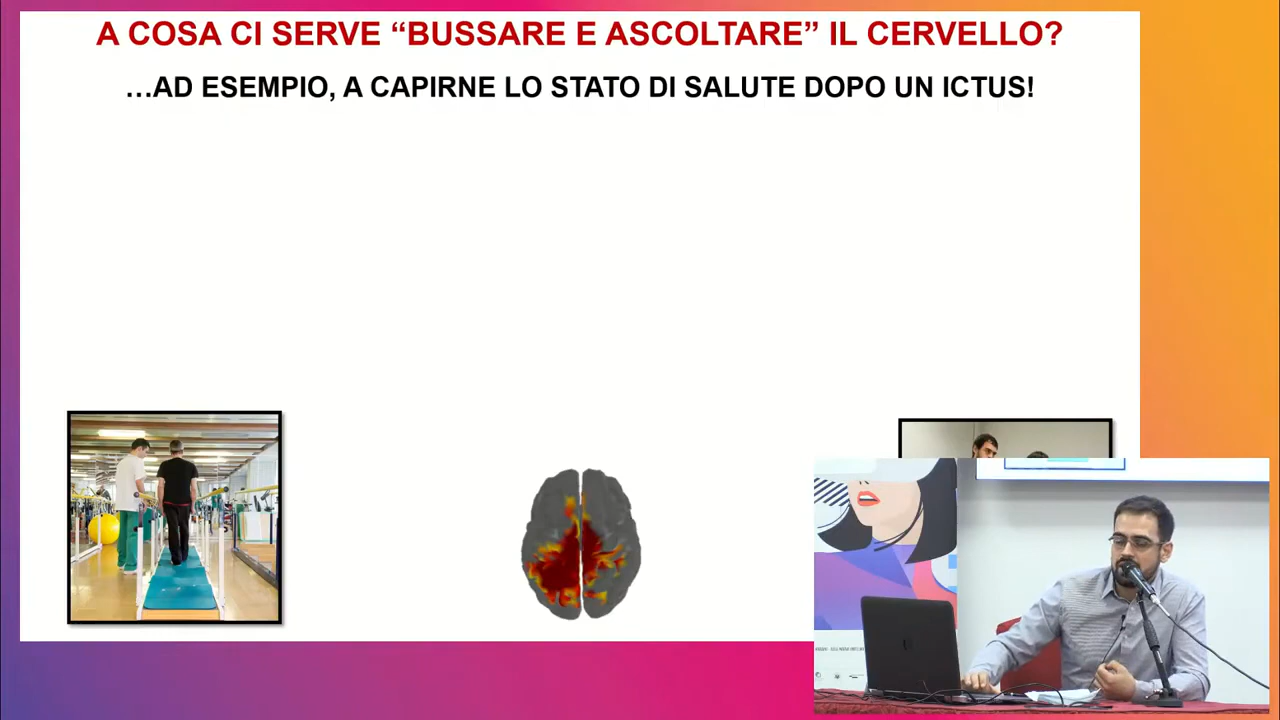 A COSA CI SERVE “BUSSARE E ASCOLTARE” IL CERVELLO?
…AD ESEMPIO, A CAPIRNE LO STATO DI SALUTE DOPO UN ICTUS!